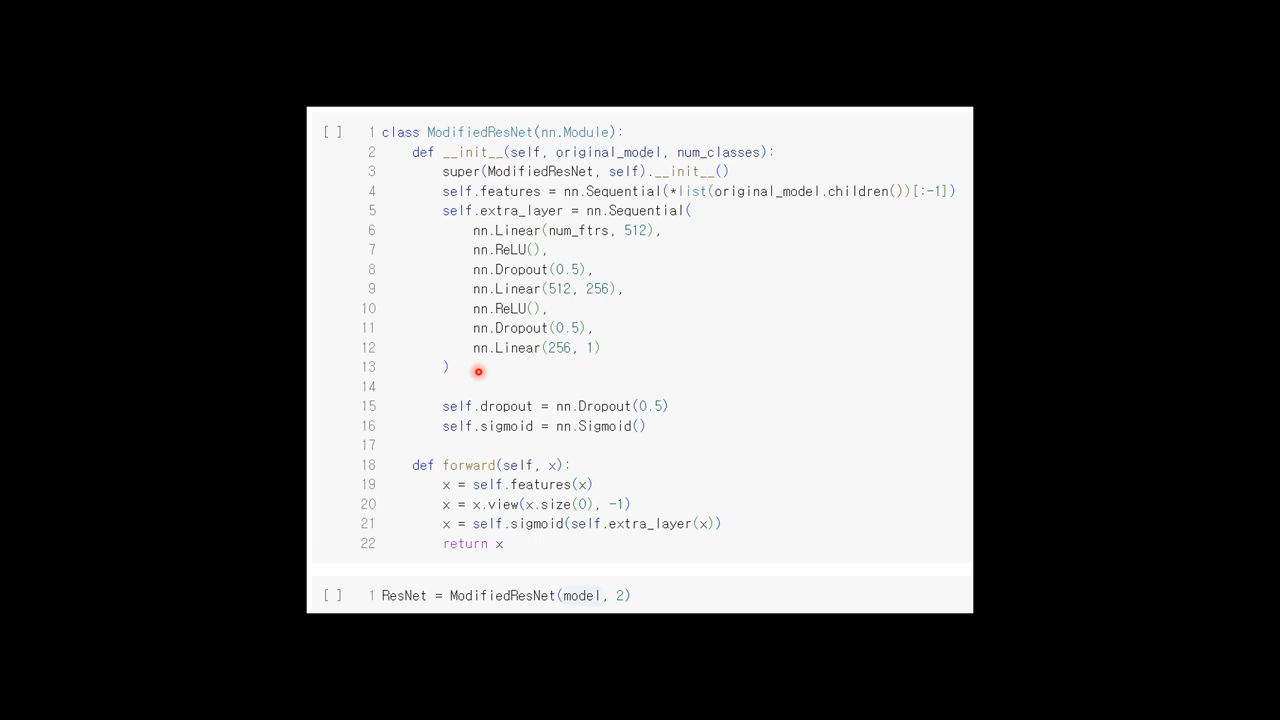 [ ] 1 class ModifiedResNet(nn.Module):
2     def __init__(self, original_model, num_classes):
3         super(ModifiedResNet, self).__init__()
4         self.features = nn.Sequential(*list(original_model.children())[:-1])
5         self.extra_layer = nn.Sequential(
6             nn.Linear(num_ftrs, 512),
7             nn.ReLU(),
8             nn.Dropout(0.5),
9             nn.Linear(512, 256),
10             nn.ReLU(),
11             nn.Dropout(0.5),
12             nn.Linear(256, 1)
13         )
14
15         self.dropout = nn.Dropout(0.5)
16         self.sigmoid = nn.Sigmoid()
17
18     def forward(self, x):
19         x = self.features(x)
20         x = x.view(x.size(0), -1)
21         x = self.sigmoid(self.extra_layer(x))
22         return x
[ ] 1 ResNet = ModifiedResNet(model, 2)